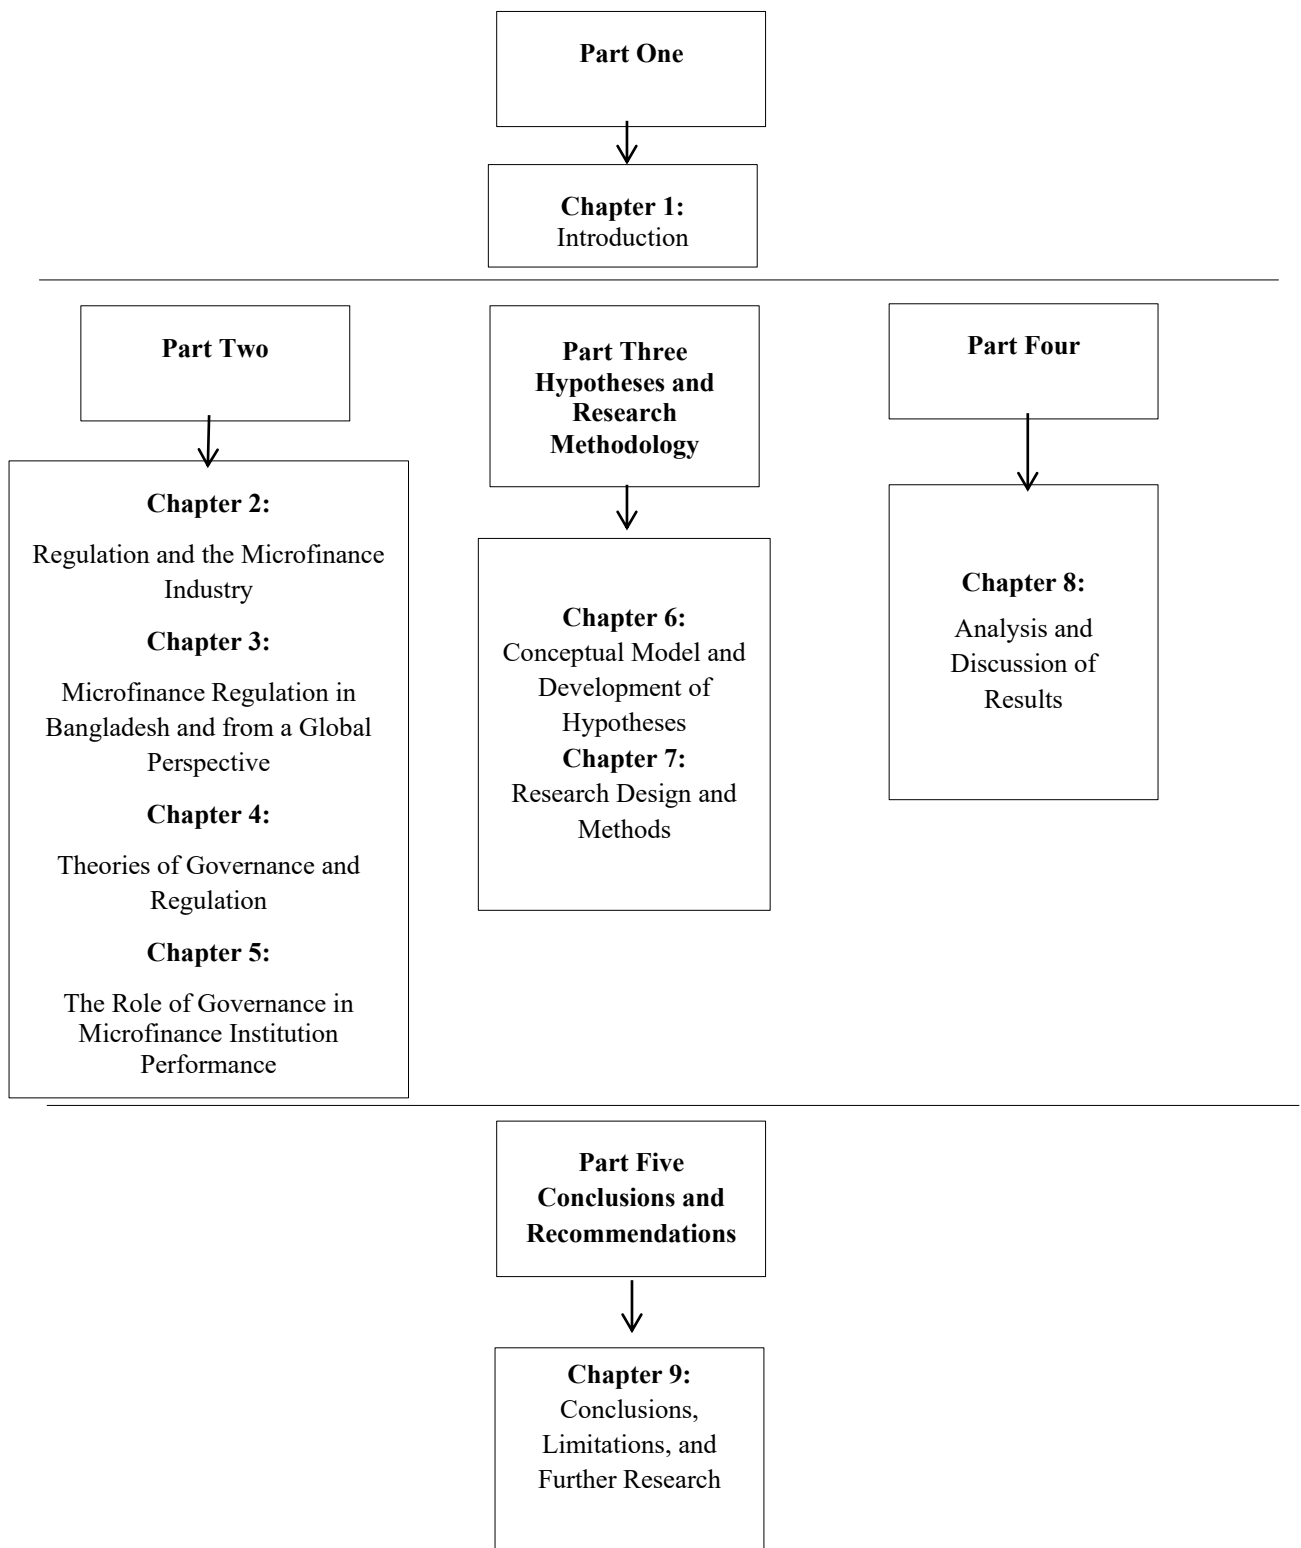 Part One
Chapter 1:
Introduction
Part Two
Chapter 2:
Regulation and the Microfinance
Industry
Chapter 3:
Microfinance Regulation in
Bangladesh and from a Global
Perspective
Chapter 4:
Theories of Governance and
Regulation
Chapter 5:
The Role of Governance in
Microfinance Institution
Performance
Part Three
Hypotheses and
Research
Methodology
Chapter 6:
Conceptual Model and
Development of
Hypotheses
Chapter 7:
Research Design and
Methods
Part Four
Chapter 8:
Analysis and
Discussion of
Results
Part Five
Conclusions and
Recommendations
Chapter 9:
Conclusions,
Limitations, and
Further Research